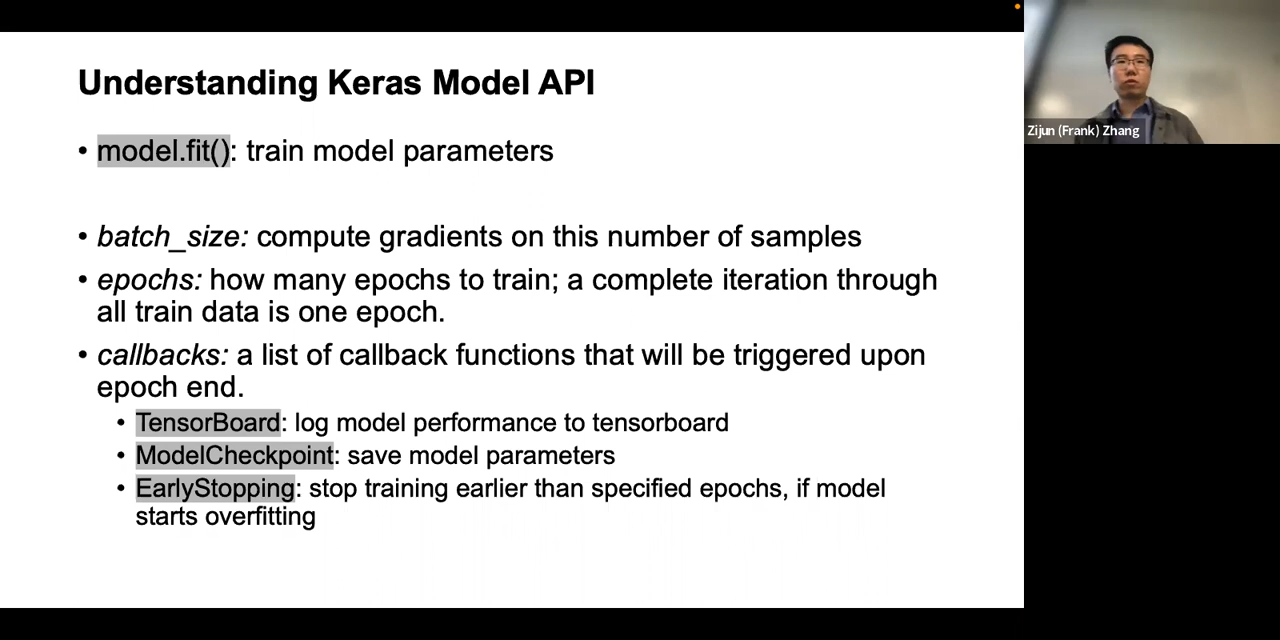 Understanding Keras Model API
• model.fit(): train model parameters
• batch_size: compute gradients on this number of samples
• epochs: how many epochs to train; a complete iteration through
all train data is one epoch.
• callbacks: a list of callback functions that will be triggered upon
epoch end.
• TensorBoard: log model performance to tensorboard
• ModelCheckpoint: save model parameters
• EarlyStopping: stop training earlier than specified epochs, if model
starts overfitting
Zijun (Frank) Zhang